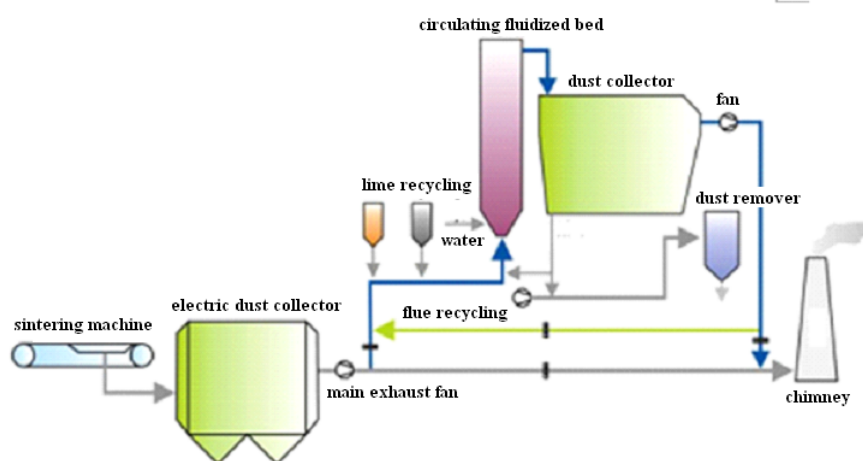 circulating fluidized bed
dust collector
fan
lime recycling
dust remover
water
electric dust collector
flue recycling
sintering machine
main exhaust fan
chimney